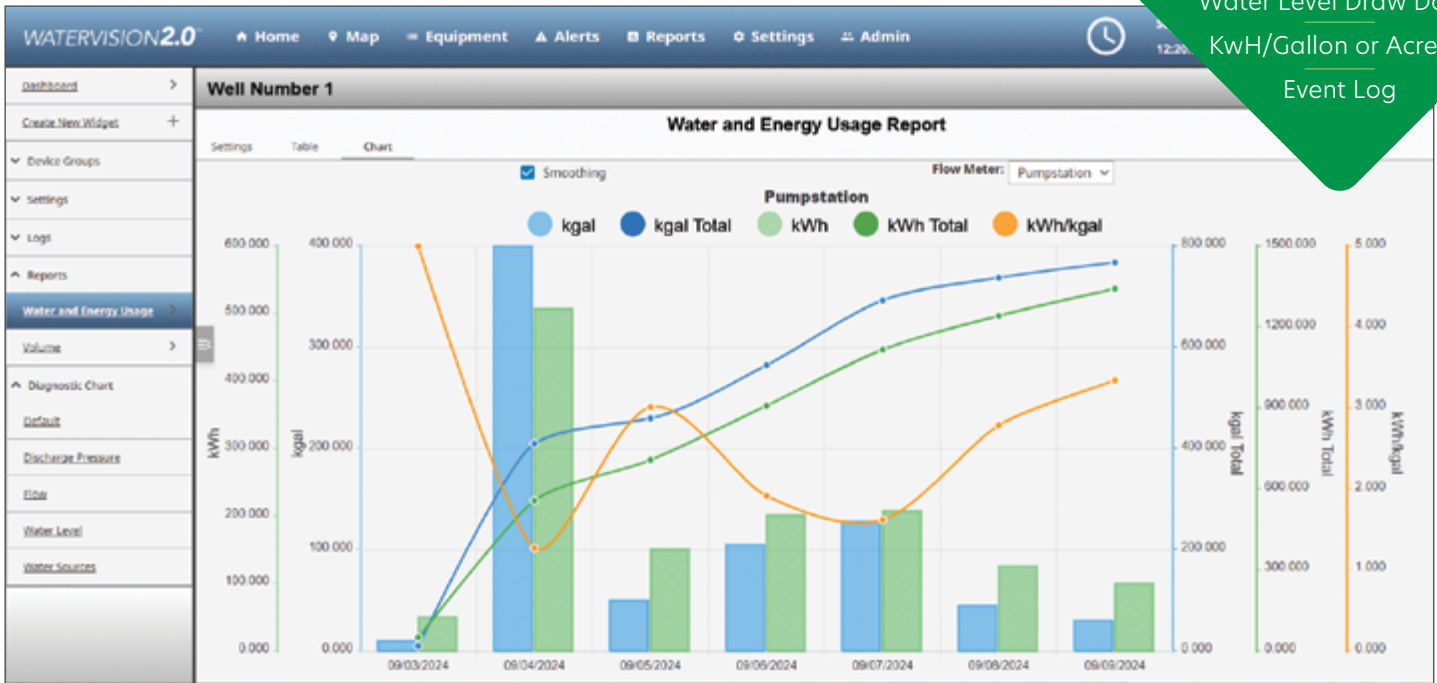 Water Level Draw Do
KwH/Gallon or Acre
Event Log
WATERVISION2.0™
Home Map Equipment Alerts Reports Settings Admin
Dashboard
Create New Widget
Device Groups
Settings
Logs
Reports
Water and Energy Usage
Volume
Diagnostic Chart
Default
Discharge Pressure
Flow
Water Level
Water Sources
Well Number 1
Water and Energy Usage Report
Settings Table Chart
Smoothing
Flow Meter: Pumpstation
Pumpstation
kgal kgal Total kWh kWh Total kWh/kgal
600.000
500.000
400.000
300.000
200.000
100.000
0.000
kWh
400.000
300.000
200.000
100.000
0.000
kgal
800.000
600.000
400.000
200.000
0.000
kgal Total
1500.000
1200.000
900.000
600.000
300.000
0.000
kWh Total
5.000
4.000
3.000
2.000
1.000
0.000
kWh/kgal
09/03/2024 09/04/2024 09/05/2024 09/06/2024 09/07/2024 09/08/2024 09/09/2024